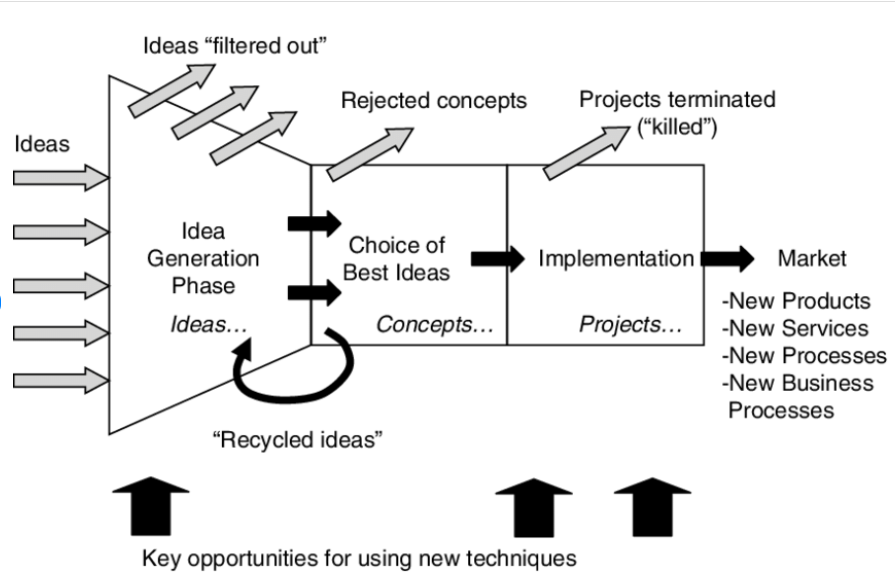 Ideas “filtered out”
Rejected concepts
Projects terminated
(“killed”)
Ideas
Idea
Generation
Phase
Ideas…
Choice of
Best Ideas
Concepts…
Implementation
Projects…
Market
-New Products
-New Services
-New Processes
-New Business
Processes
“Recycled ideas”
Key opportunities for using new techniques